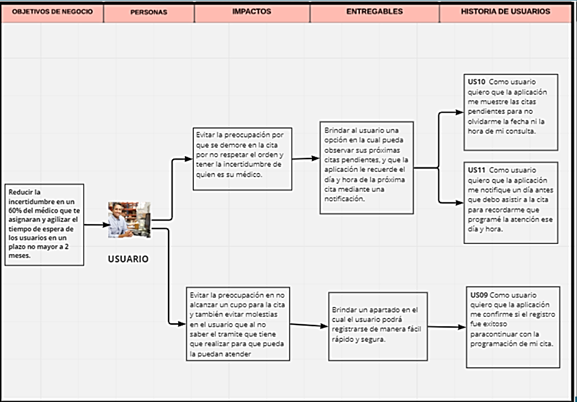 OBJETIVOS DE NEGOCIO
PERSONAS
IMPACTOS
ENTREGABLES
HISTORIA DE USUARIOS
Reducir la
incertidumbre en un
60% del médico que te
asignaran y agilizar el
tiempo de espera de
los usuarios en un
plazo no mayor a 2
meses.
USUARIO
Evitar la preocupación por
que se demore en la cita
por no respetar el orden y
tener la incertidumbre de
quien es su médico.
Brindar al usuario una
opción en la cual pueda
observar sus próximas
citas pendientes, y que la
aplicación le recuerde el
día y hora de la próxima
cita mediante una
notificación.
US10 Como usuario
quiero que la aplicación
me muestre las citas
pendientes para no
olvidarme la fecha ni la
hora de mi consulta.
US11 Como usuario
quiero que la aplicación
me notifique un día antes
que debo asistir a la cita
para recordarme que
programé la atención ese
día y hora.
Evitar la preocupación en no
alcanzar un cupo para la cita
y también evitar molestias
en el usuario que al no
saber el tramite que tiene
que realizar para que pueda
la puedan atender
Brindar un apartado en el
cual el usuario podrá
registrarse de manera fácil
rápido y segura.
US09 Como usuario
quiero que la aplicación
me confirme si el registro
fue exitoso
paracontinuar con la
programación de mi cita.